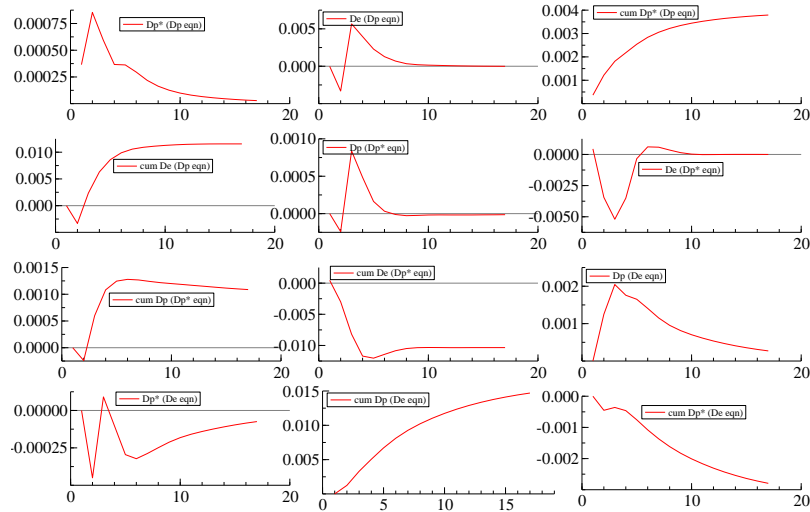 Dp* (Dp eqn)
0.00075
0.00050
0.00025
0 10 20
De (Dp eqn)
0.005
0.000
0 10 20
cum Dp* (Dp eqn)
0.004
0.003
0.002
0.001
0 10 20
cum De (Dp eqn)
0.010
0.005
0.000
0 10 20
Dp (Dp* eqn)
0.0010
0.0005
0.0000
0 10 20
De (Dp* eqn)
0.0000
-0.0025
-0.0050
0 10 20
cum Dp (Dp* eqn)
0.0015
0.0010
0.0005
0.0000
0 10 20
cum De (Dp* eqn)
0.000
-0.005
-0.010
0 10 20
Dp (De eqn)
0.002
0.001
0 10 20
Dp* (De eqn)
0.00000
-0.00025
0 10 20
cum Dp (De eqn)
0.015
0.010
0.005
5 10 15
cum Dp* (De eqn)
0.000
-0.001
-0.002
0 10 20